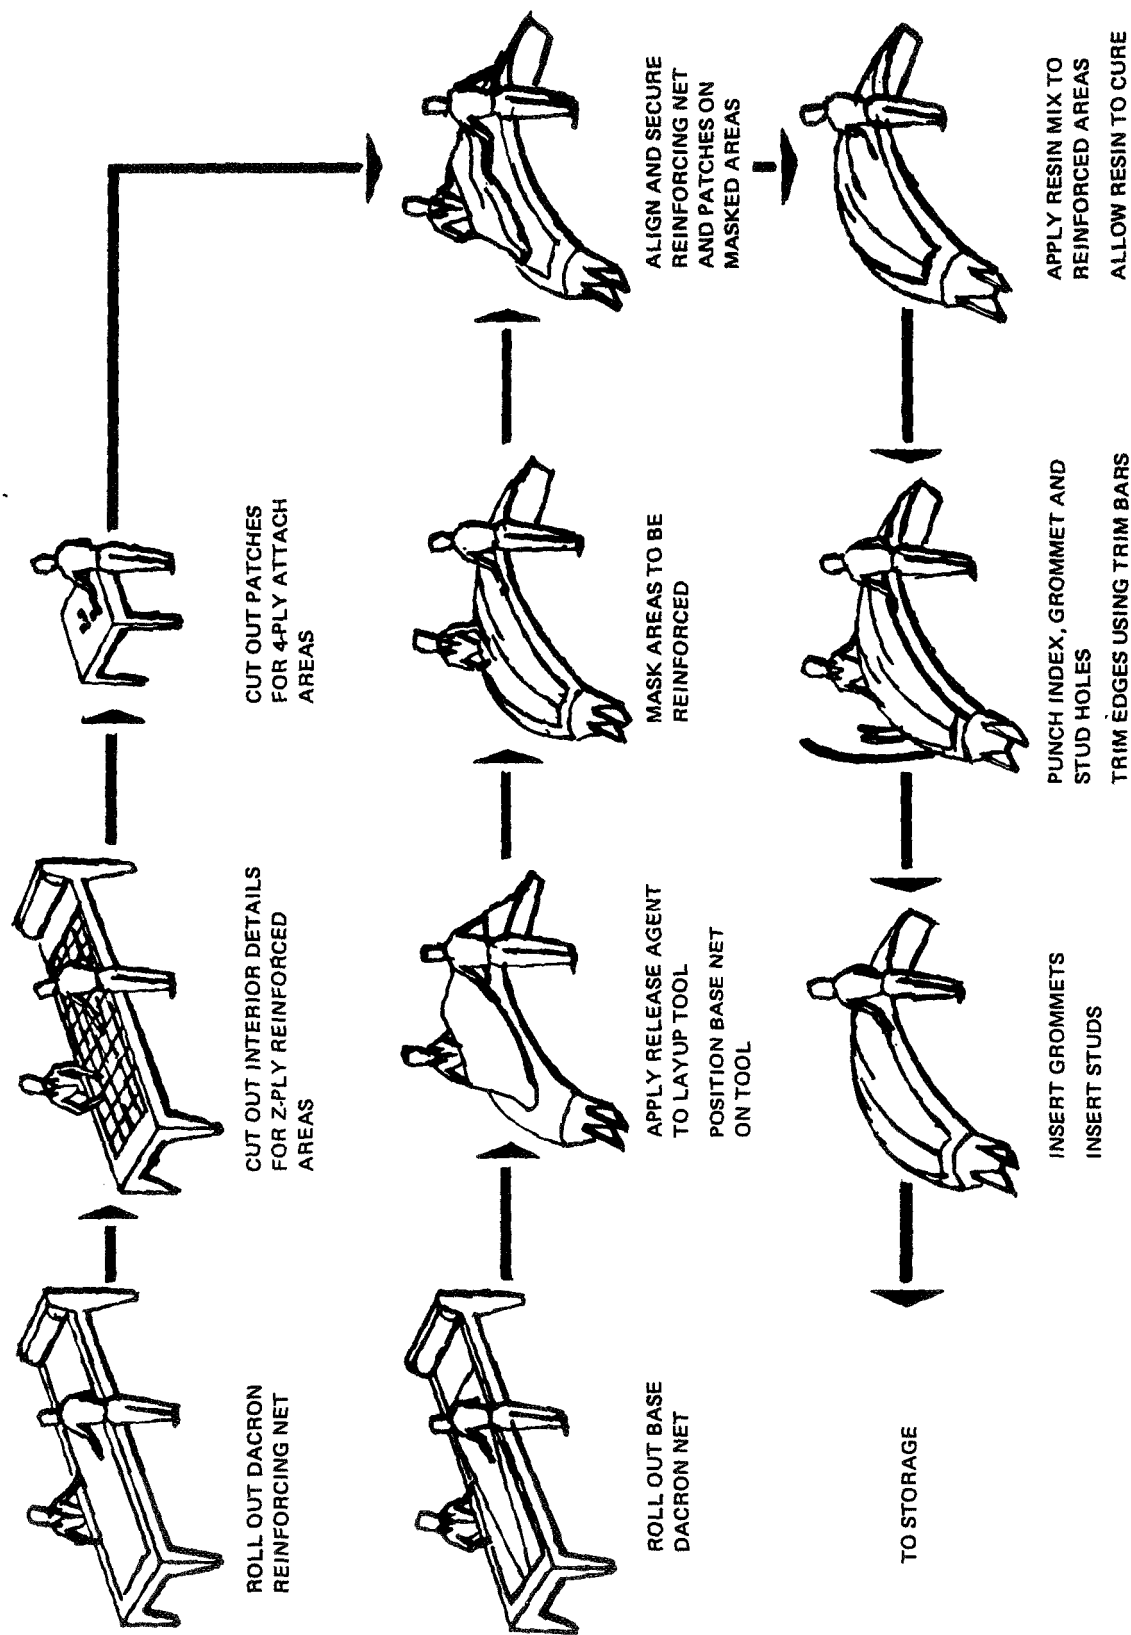 ROLL OUT DACRON
REINFORCING NET
CUT OUT INTERIOR DETAILS
FOR Z-PLY REINFORCED
AREAS
CUT OUT PATCHES
FOR 4-PLY ATTACH
AREAS
ROLL OUT BASE
DACRON NET
APPLY RELEASE AGENT
TO LAYUP TOOL
POSITION BASE NET
ON TOOL
MASK AREAS TO BE
REINFORCED
ALIGN AND SECURE
REINFORCING NET
AND PATCHES ON
MASKED AREAS
APPLY RESIN MIX TO
REINFORCED AREAS
ALLOW RESIN TO CURE
PUNCH INDEX, GROMMET AND
STUD HOLES
TRIM EDGES USING TRIM BARS
INSERT GROMMETS
INSERT STUDS
TO STORAGE